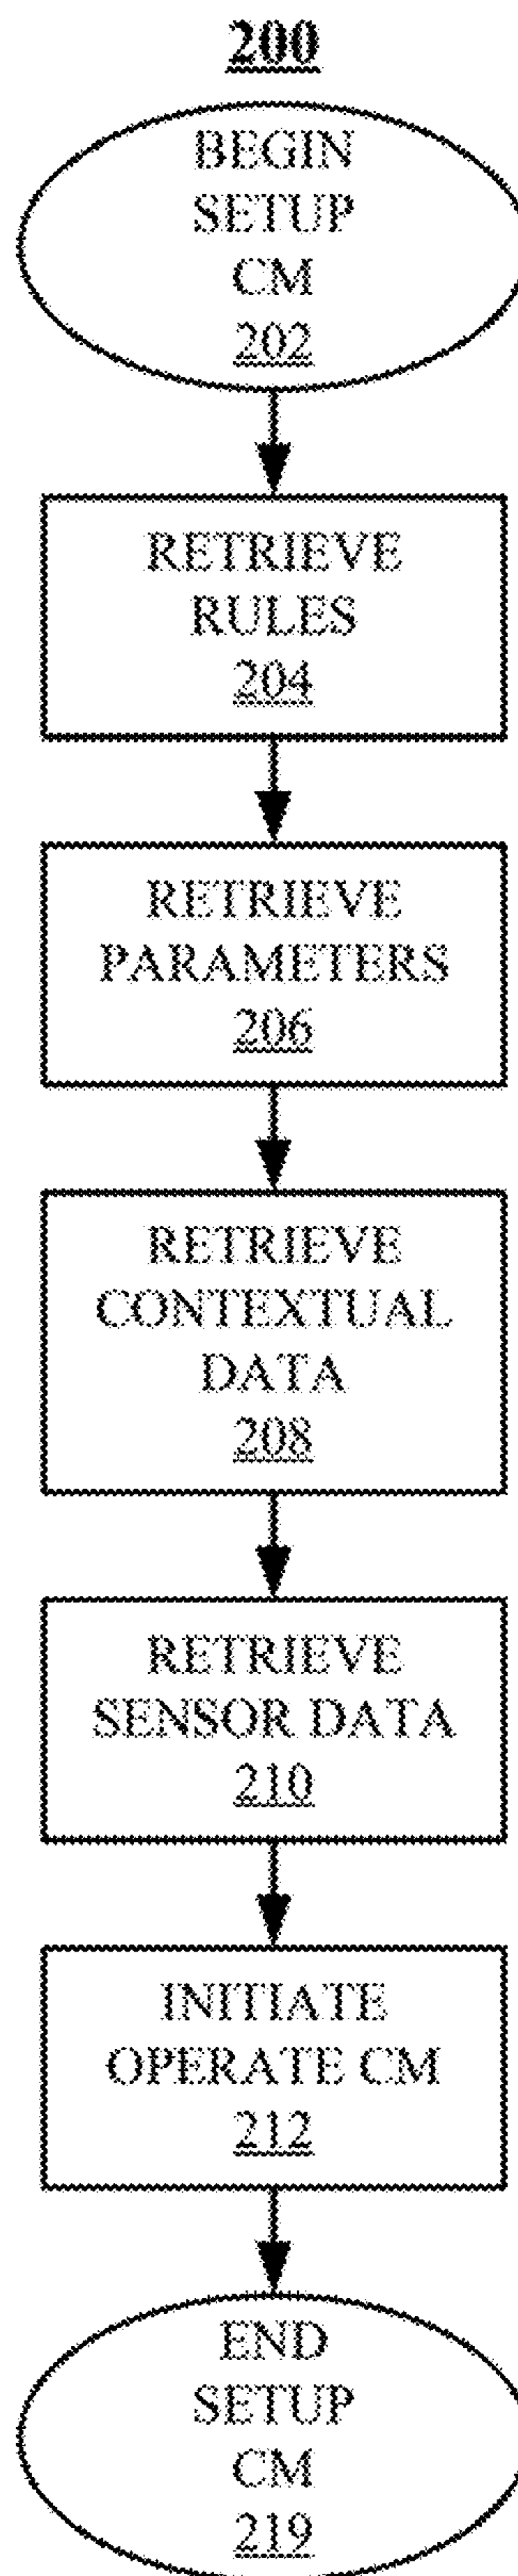 200
BEGIN
SETUP
CM
202
RETRIEVE
RULES
204
RETRIEVE
PARAMETERS
206
RETRIEVE
CONTEXTUAL
DATA
208
RETRIEVE
SENSOR DATA
210
INITIATE
OPERATE CM
212
END
SETUP
CM
219